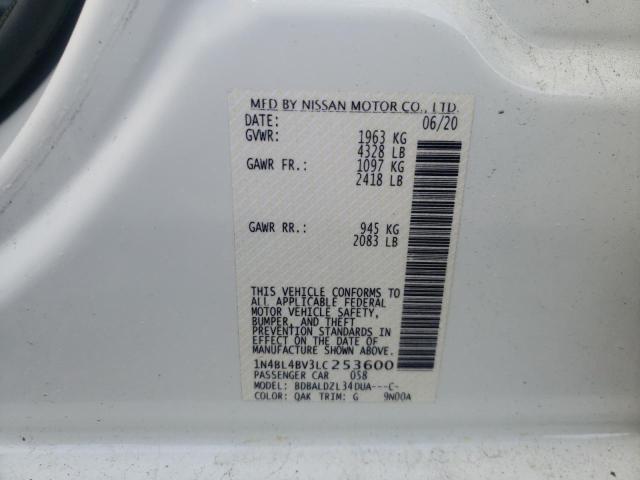 MFD BY NISSAN MOTOR CO., LTD.
DATE: 06/20
GVWR: 1963 KG
4328 LB
GAWR FR.: 1097 KG
2418 LB
GAWR RR.: 945 KG
2083 LB
THIS VEHICLE CONFORMS TO
ALL APPLICABLE FEDERAL
MOTOR VEHICLE SAFETY,
BUMPER, AND THEFT
PREVENTION STANDARDS IN
EFFECT ON THE DATE OF
MANUFACTURE SHOWN ABOVE.
1N4BL4BV3LC253600
PASSENGER CAR 058
MODEL: BDBALDZL34DUA---C-
COLOR: QAK TRIM: G 9N00A